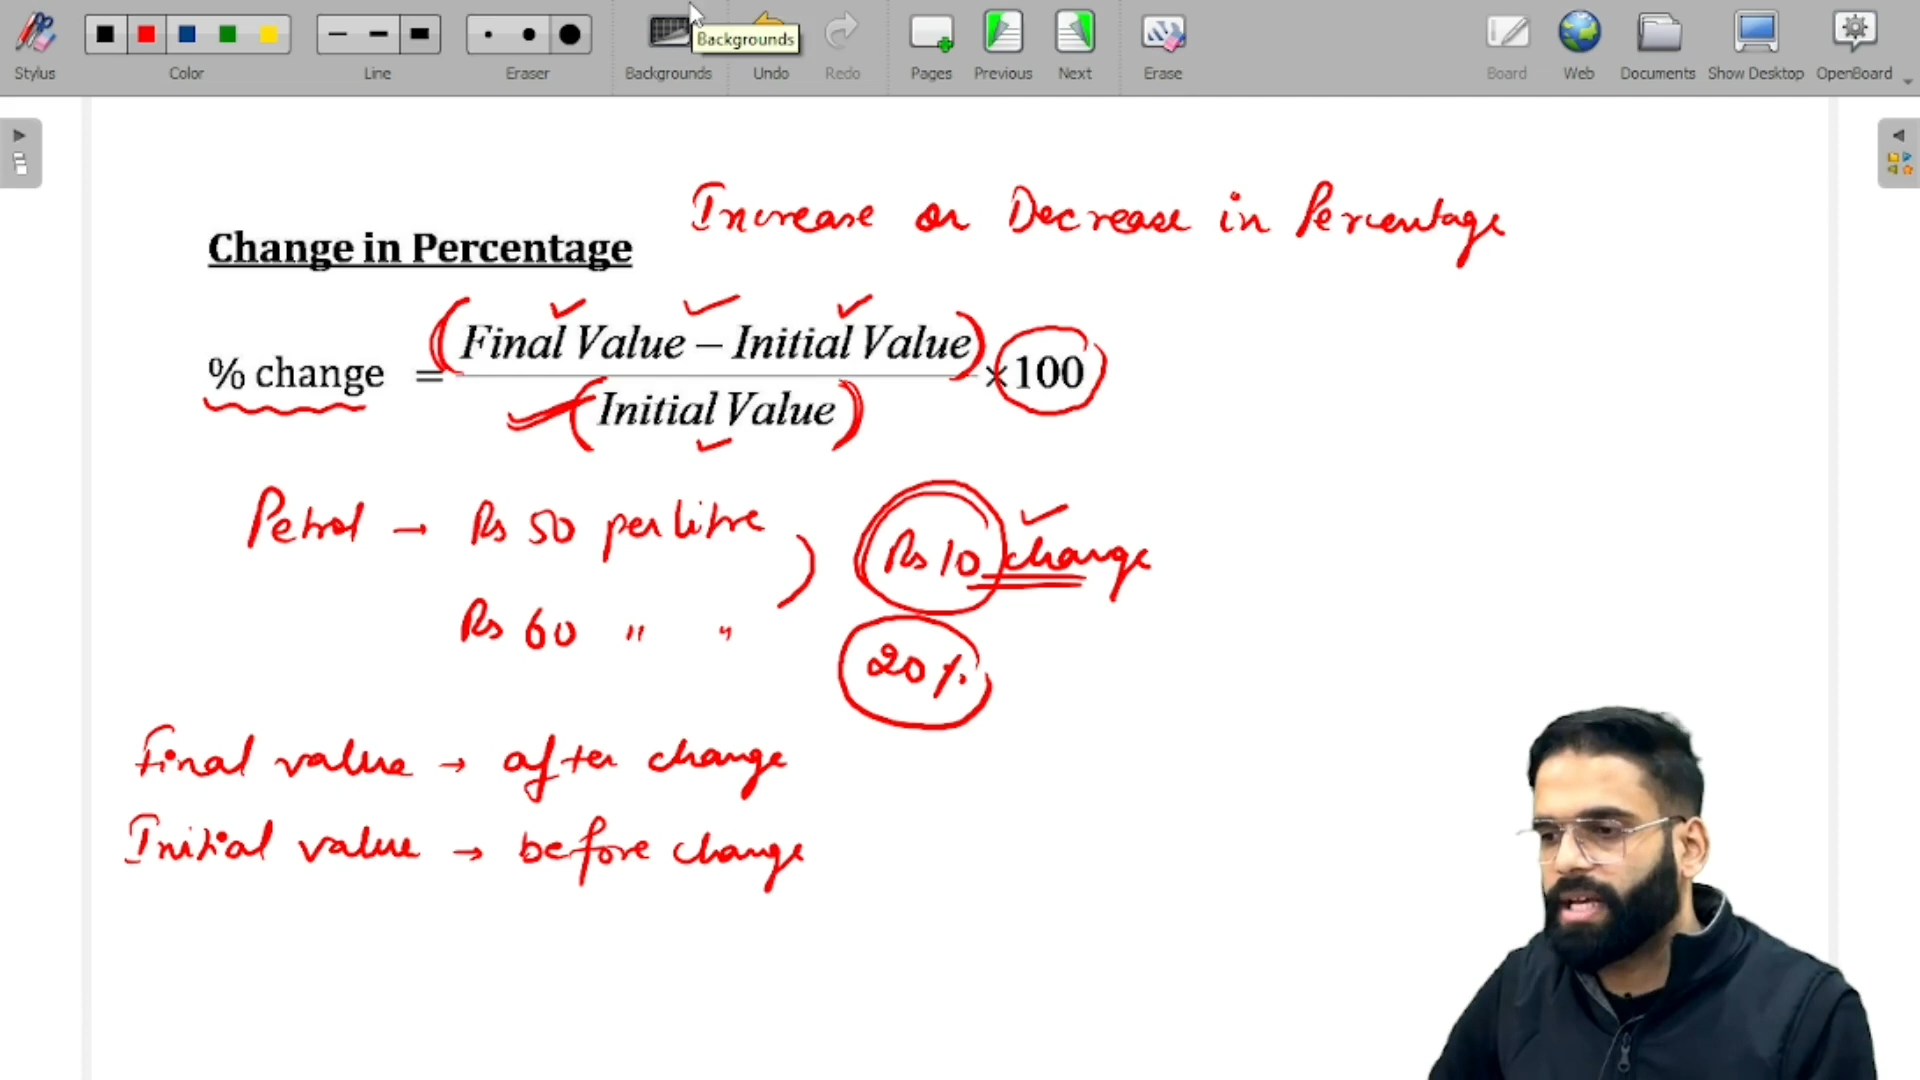 Backgrounds
Stylus Color Line Eraser Backgrounds Undo Redo Pages Previous Next Erase Board Web Documents Show Desktop OpenBoard
Increase or Decrease in Percentage
Change in Percentage
% change = (Final Value – Initial Value) / (Initial Value) × 100
Petrol → Rs 50 per litre
Rs 10 change
Rs 60 " "
20 %
Final value → after change
Initial value → before change